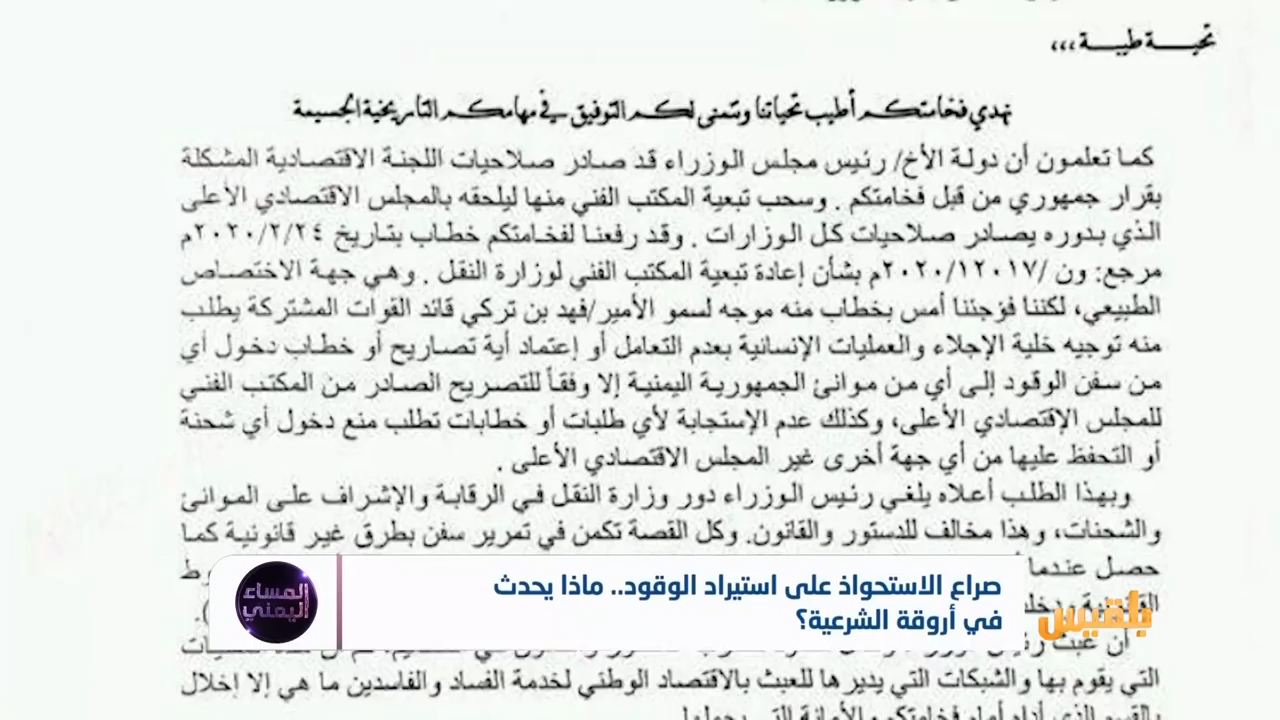 تحيـــة طيبـــة ،،،
نهدي فخامتكم أطيب تحياتنا ونتمنى لكم التوفيق في مهامكم التاريخية الجسيمة
كما تعلمون أن دولة الأخ/ رئيس مجلس الوزراء قد صادر صلاحيات اللجنة الاقتصادية المشكلة
بقرار جمهوري من قبل فخامتكم . وسحب تبعية المكتب الفني منها ليلحقه بالمجلس الاقتصادي الأعلى
الذي بدوره يصادر صلاحيات كل الوزارات . وقد رفعنا لفخامتكم خطاب بتاريخ ٢٠٢٠/٢/٢٤م
مرجع: ون /٢٠٢٠/١٢٠١٧م بشأن إعادة تبعية المكتب الفني لوزارة النقل . وهي جهة الاختصاص
الطبيعي، لكننا فوجئنا أمس بخطاب منه موجه لسمو الأمير/فهد بن تركي قائد القوات المشتركة يطلب
منه توجيه خلية الإجلاء والعمليات الإنسانية بعدم التعامل أو إعتماد أية تصاريح أو خطاب دخول أي
من سفن الوقود إلى أي من موانئ الجمهورية اليمنية إلا وفقاً للتصريح الصادر من المكتب الفني
للمجلس الإقتصادي الأعلى، وكذلك عدم الإستجابة لأي طلبات أو خطابات تطلب منع دخول أي شحنة
أو التحفظ عليها من أي جهة أخرى غير المجلس الاقتصادي الأعلى .
وبهذا الطلب أعلاه يلغي رئيس الوزراء دور وزارة النقل في الرقابة والإشراف على الموانئ
والشحنات، وهذا مخالف للدستور والقانون. وكل القصة تكمن في تمرير سفن بطرق غير قانونية كما
حصل عندما
صراع الاستحواذ على استيراد الوقود.. ماذا يحدث
في أروقة الشرعية؟
المساء
اليمني
بلقيس
أن عبث
التي يقوم بها والشبكات التي يديرها للعبث بالاقتصاد الوطني لخدمة الفساد والفاسدين ما هي إلا إخلال